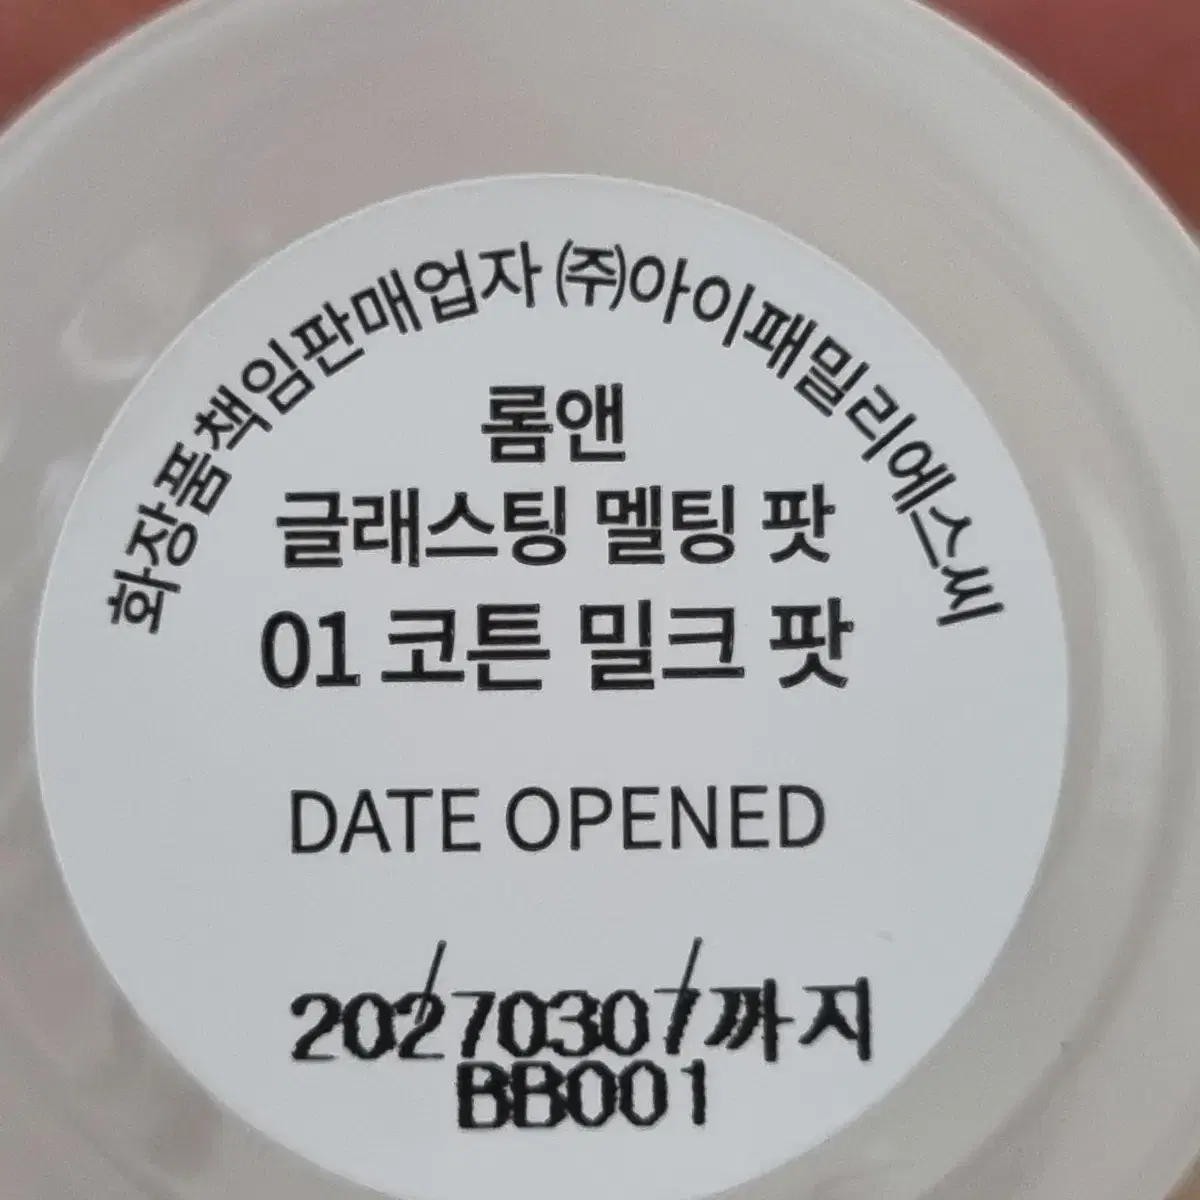 화장품책임판매업자 ㈜아이패밀리에스씨
롬앤
글래스팅 멜팅 팟
01 코튼 밀크 팟
DATE OPENED
/ /
20270307까지
BB001